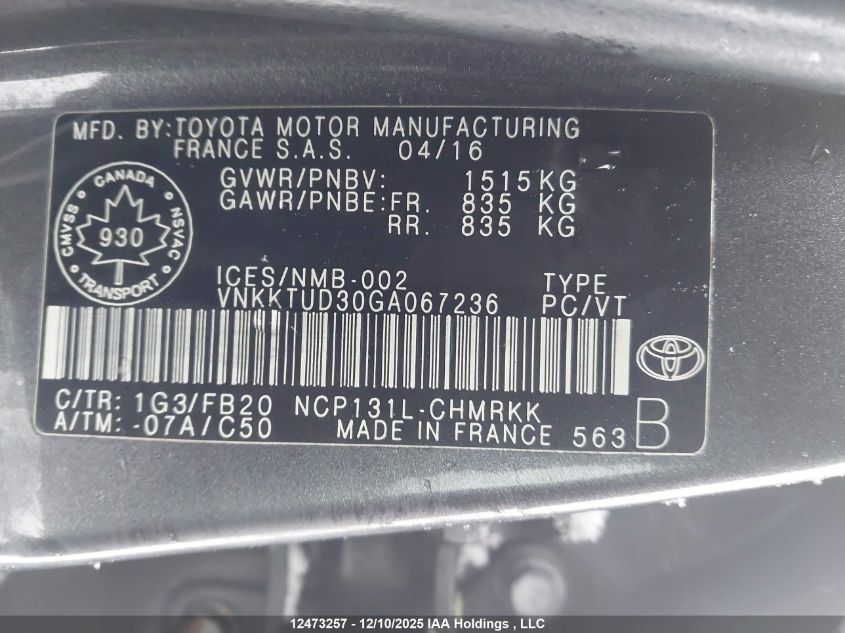 MFD. BY:TOYOTA MOTOR MANUFACTURING
FRANCE S.A.S. 04/16
GVWR/PNBV: 1515KG
GAWR/PNBE:FR. 835 KG
RR. 835 KG
CANADA
CMVSS
930
NSVAC
TRANSPORT
ICES/NMB-002 TYPE
VNKKTUD30GA067236 PC/VT
C/TR: 1G3/FB20 NCP131L-CHMRKK
A/TM: -07A/C50 MADE IN FRANCE 563 B
12473257 - 12/10/2025 - IAA Holdings , LLC